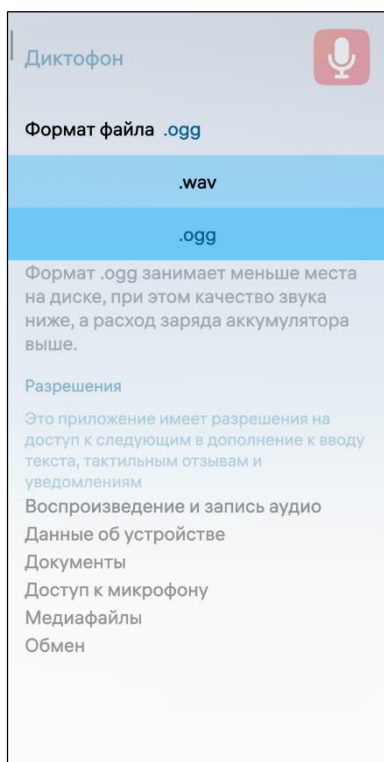 Диктофон
Формат файла .ogg
.wav
.ogg
Формат .ogg занимает меньше места
на диске, при этом качество звука
ниже, а расход заряда аккумулятора
выше.
Разрешения
Это приложение имеет разрешения на
доступ к следующим в дополнение к вводу
текста, тактильным отзывам и
уведомлениям
Воспроизведение и запись аудио
Данные об устройстве
Документы
Доступ к микрофону
Медиафайлы
Обмен